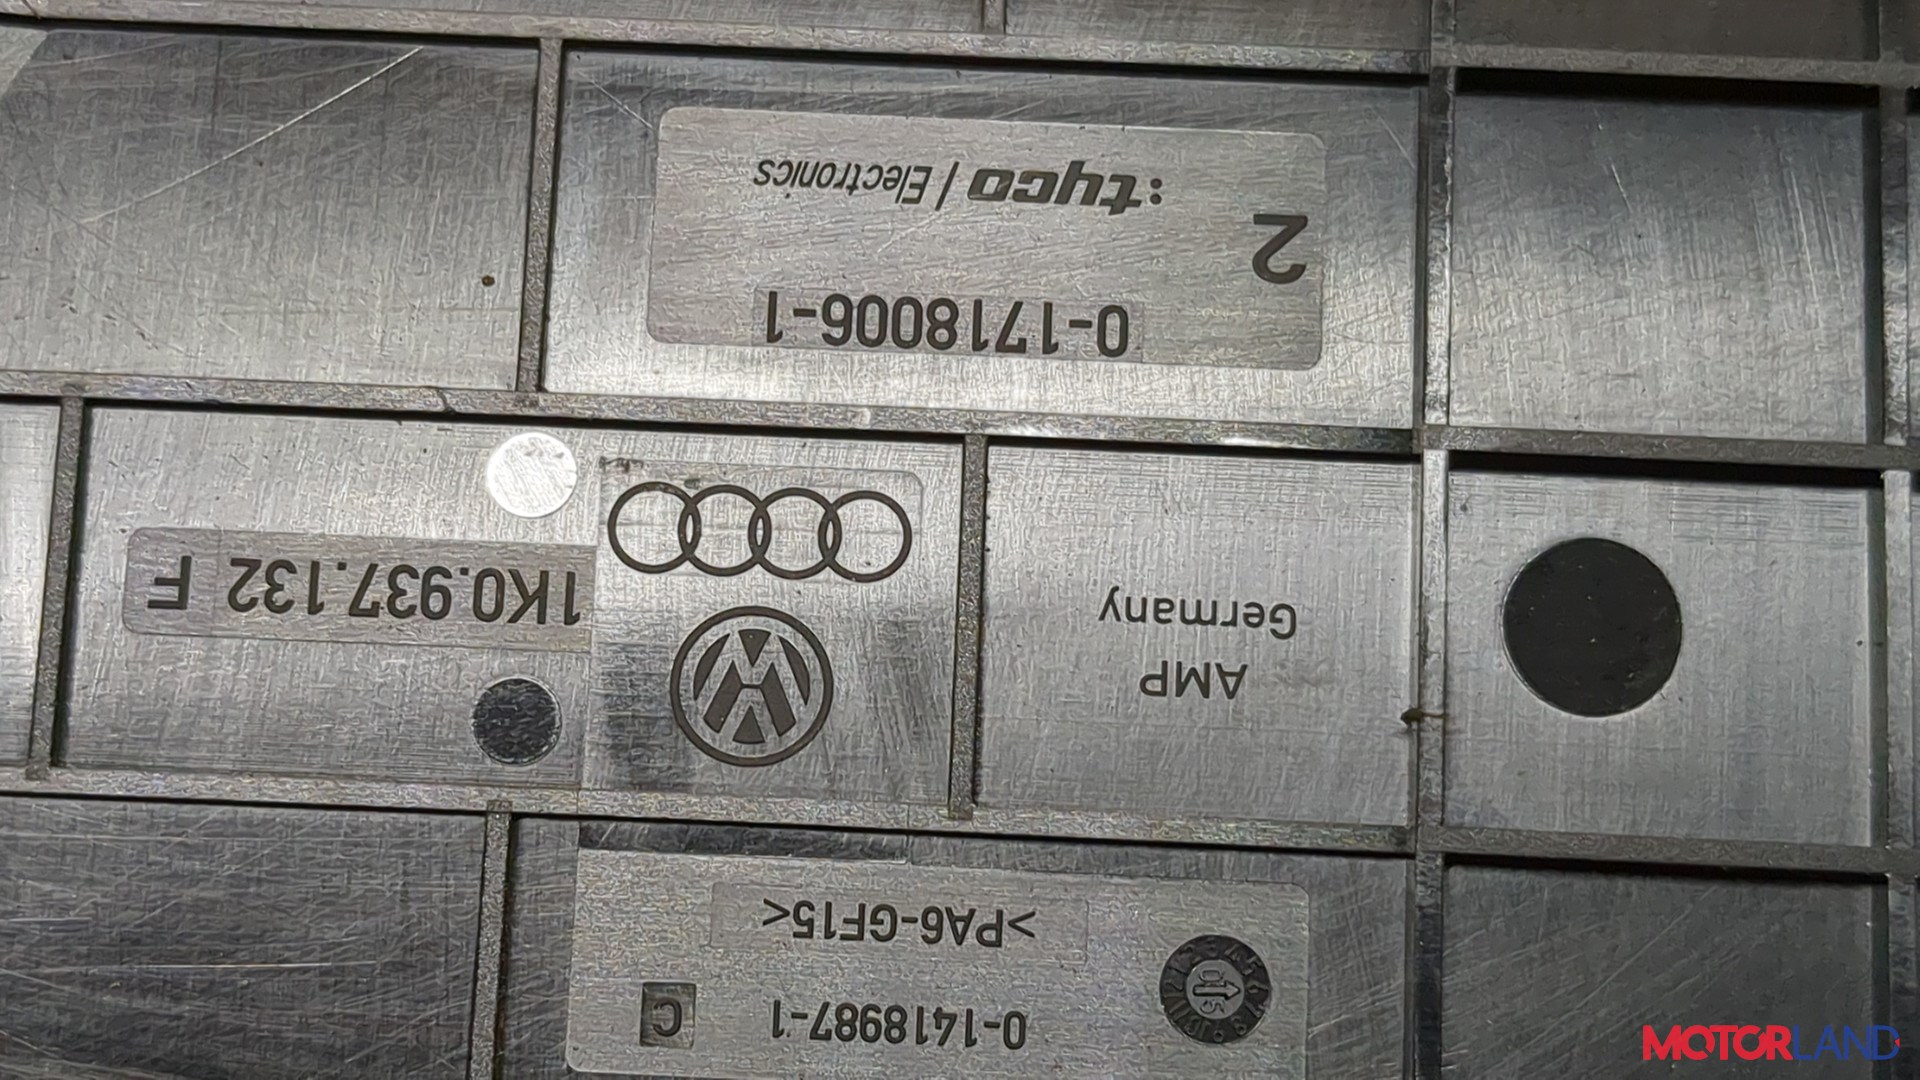 C
0-1418987-1
>PA6-GF15<
AMP
Germany
1K0.937.132 F
0-1718006-1
2
:tyco / Electronics
MOTORLAND